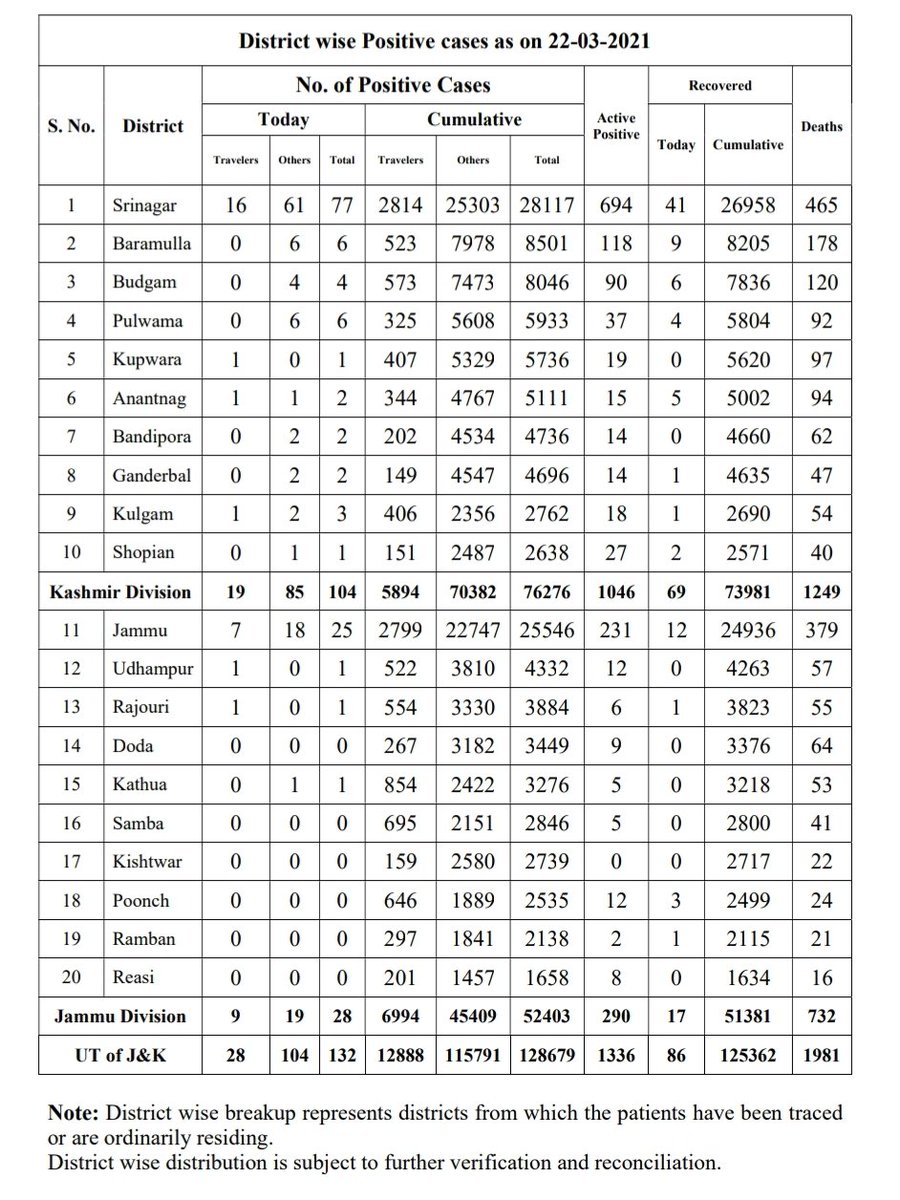 District wise Positive cases as on 22-03-2021
S. No. District No. of Positive Cases Active Positive Recovered Deaths
Today Cumulative Today Cumulative
Travelers Others Total Travelers Others Total
1 Srinagar 16 61 77 2814 25303 28117 694 41 26958 465
2 Baramulla 0 6 6 523 7978 8501 118 9 8205 178
3 Budgam 0 4 4 573 7473 8046 90 6 7836 120
4 Pulwama 0 6 6 325 5608 5933 37 4 5804 92
5 Kupwara 1 0 1 407 5329 5736 19 0 5620 97
6 Anantnag 1 1 2 344 4767 5111 15 5 5002 94
7 Bandipora 0 2 2 202 4534 4736 14 0 4660 62
8 Ganderbal 0 2 2 149 4547 4696 14 1 4635 47
9 Kulgam 1 2 3 406 2356 2762 18 1 2690 54
10 Shopian 0 1 1 151 2487 2638 27 2 2571 40
Kashmir Division 19 85 104 5894 70382 76276 1046 69 73981 1249
11 Jammu 7 18 25 2799 22747 25546 231 12 24936 379
12 Udhampur 1 0 1 522 3810 4332 12 0 4263 57
13 Rajouri 1 0 1 554 3330 3884 6 1 3823 55
14 Doda 0 0 0 267 3182 3449 9 0 3376 64
15 Kathua 0 1 1 854 2422 3276 5 0 3218 53
16 Samba 0 0 0 695 2151 2846 5 0 2800 41
17 Kishtwar 0 0 0 159 2580 2739 0 0 2717 22
18 Poonch 0 0 0 646 1889 2535 12 3 2499 24
19 Ramban 0 0 0 297 1841 2138 2 1 2115 21
20 Reasi 0 0 0 201 1457 1658 8 0 1634 16
Jammu Division 9 19 28 6994 45409 52403 290 17 51381 732
UT of J&K 28 104 132 12888 115791 128679 1336 86 125362 1981
Note: District wise breakup represents districts from which the patients have been traced
or are ordinarily residing.
District wise distribution is subject to further verification and reconciliation.